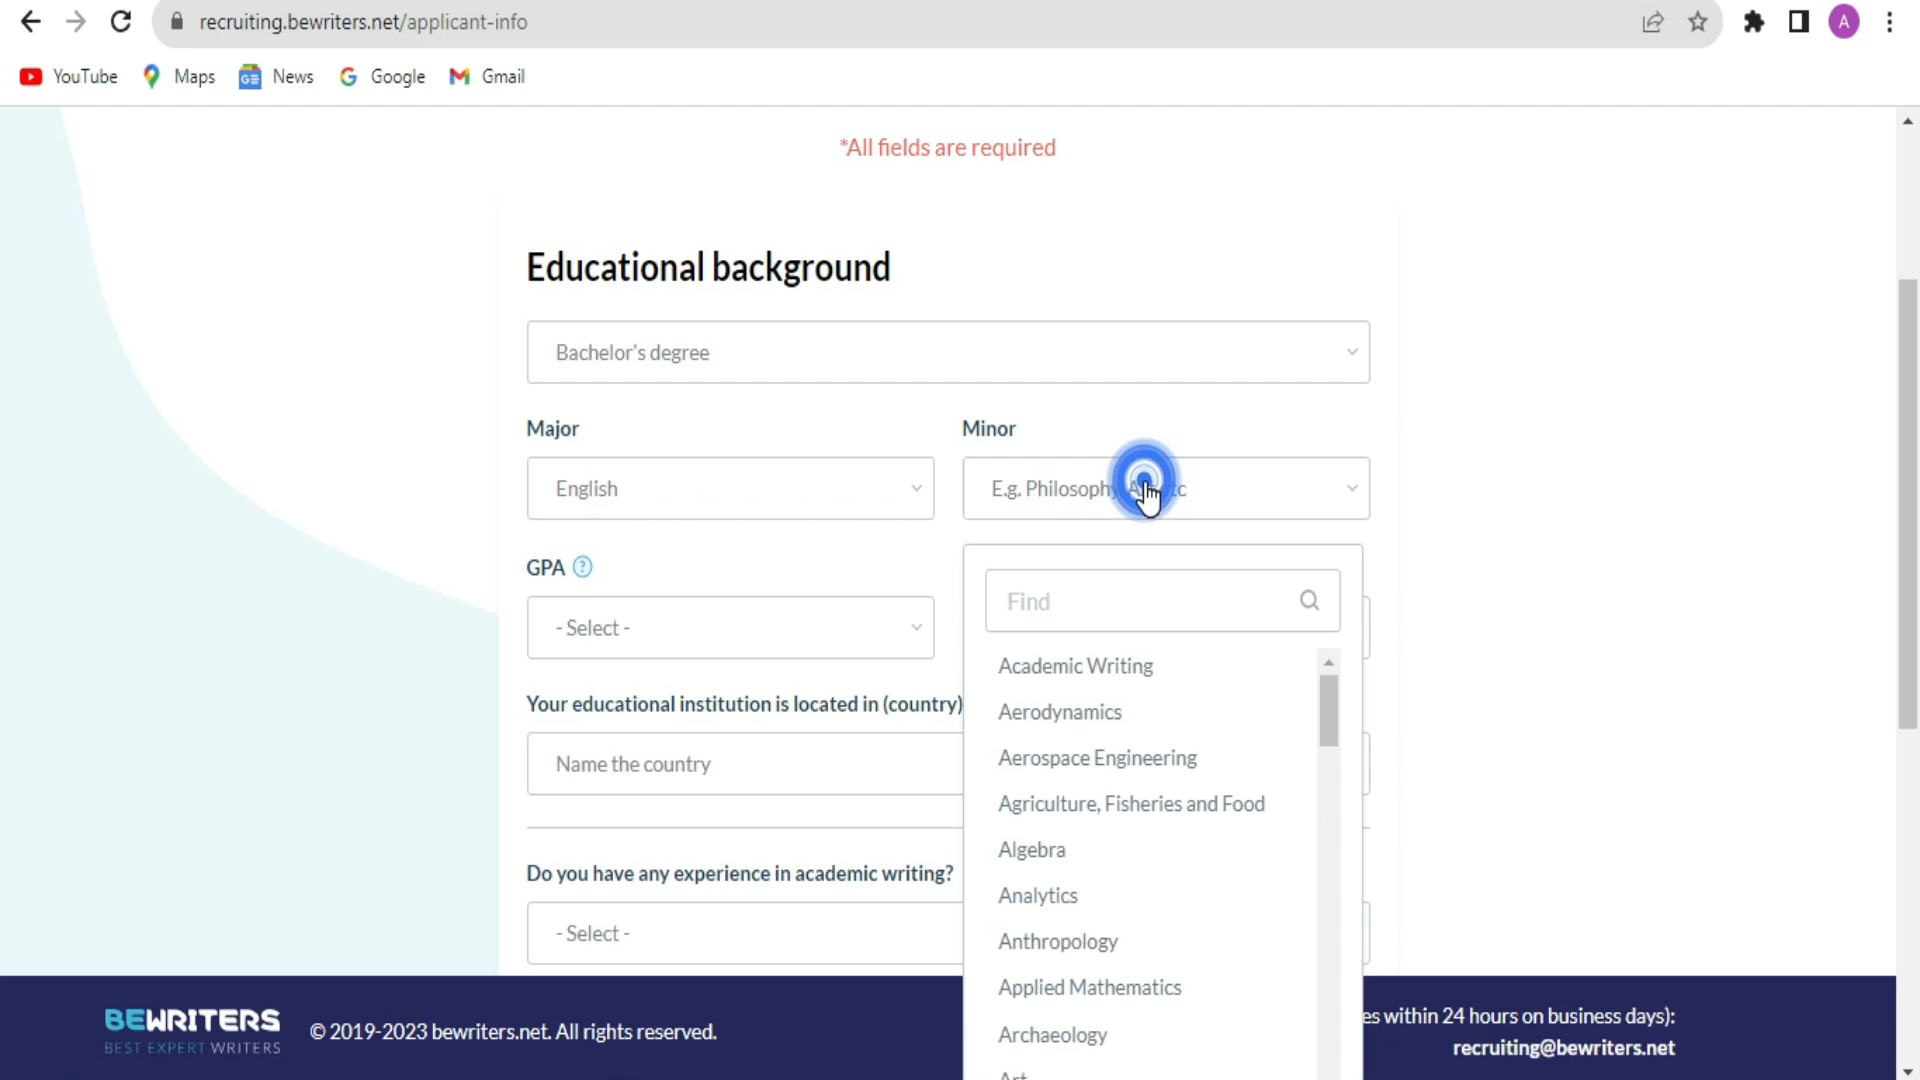 recruiting.bewriters.net/applicant-info
A
YouTube Maps News Google Gmail
*All fields are required
Educational background
Bachelor's degree
Major
Minor
English
E.g. Philosophy
GPA ?
- Select -
Find
Academic Writing
Aerodynamics
Aerospace Engineering
Agriculture, Fisheries and Food
Algebra
Analytics
Anthropology
Applied Mathematics
Archaeology
Art
Your educational institution is located in (country)
Name the country
Do you have any experience in academic writing?
- Select -
BEWRITERS
BEST EXPERT WRITERS
© 2019-2023 bewriters.net. All rights reserved.
within 24 hours on business days):
recruiting@bewriters.net